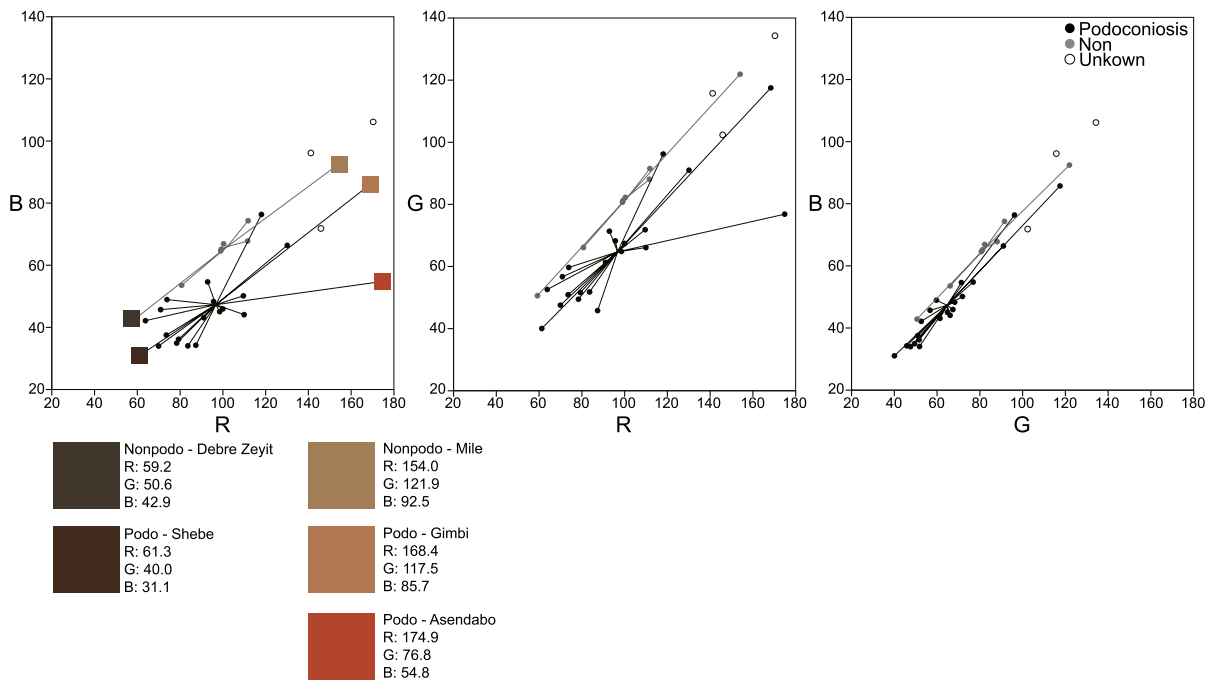 140
120
100
80
60
40
20
B
20 40 60 80 100 120 140 160 180
R
140
120
100
80
60
40
20
G
20 40 60 80 100 120 140 160 180
R
140
120
100
80
60
40
20
B
20 40 60 80 100 120 140 160 180
G
Podoconiosis
Non
Unkown
Nonpodo - Debre Zeyit
R: 59.2
G: 50.6
B: 42.9
Nonpodo - Mile
R: 154.0
G: 121.9
B: 92.5
Podo - Shebe
R: 61.3
G: 40.0
B: 31.1
Podo - Gimbi
R: 168.4
G: 117.5
B: 85.7
Podo - Asendabo
R: 174.9
G: 76.8
B: 54.8